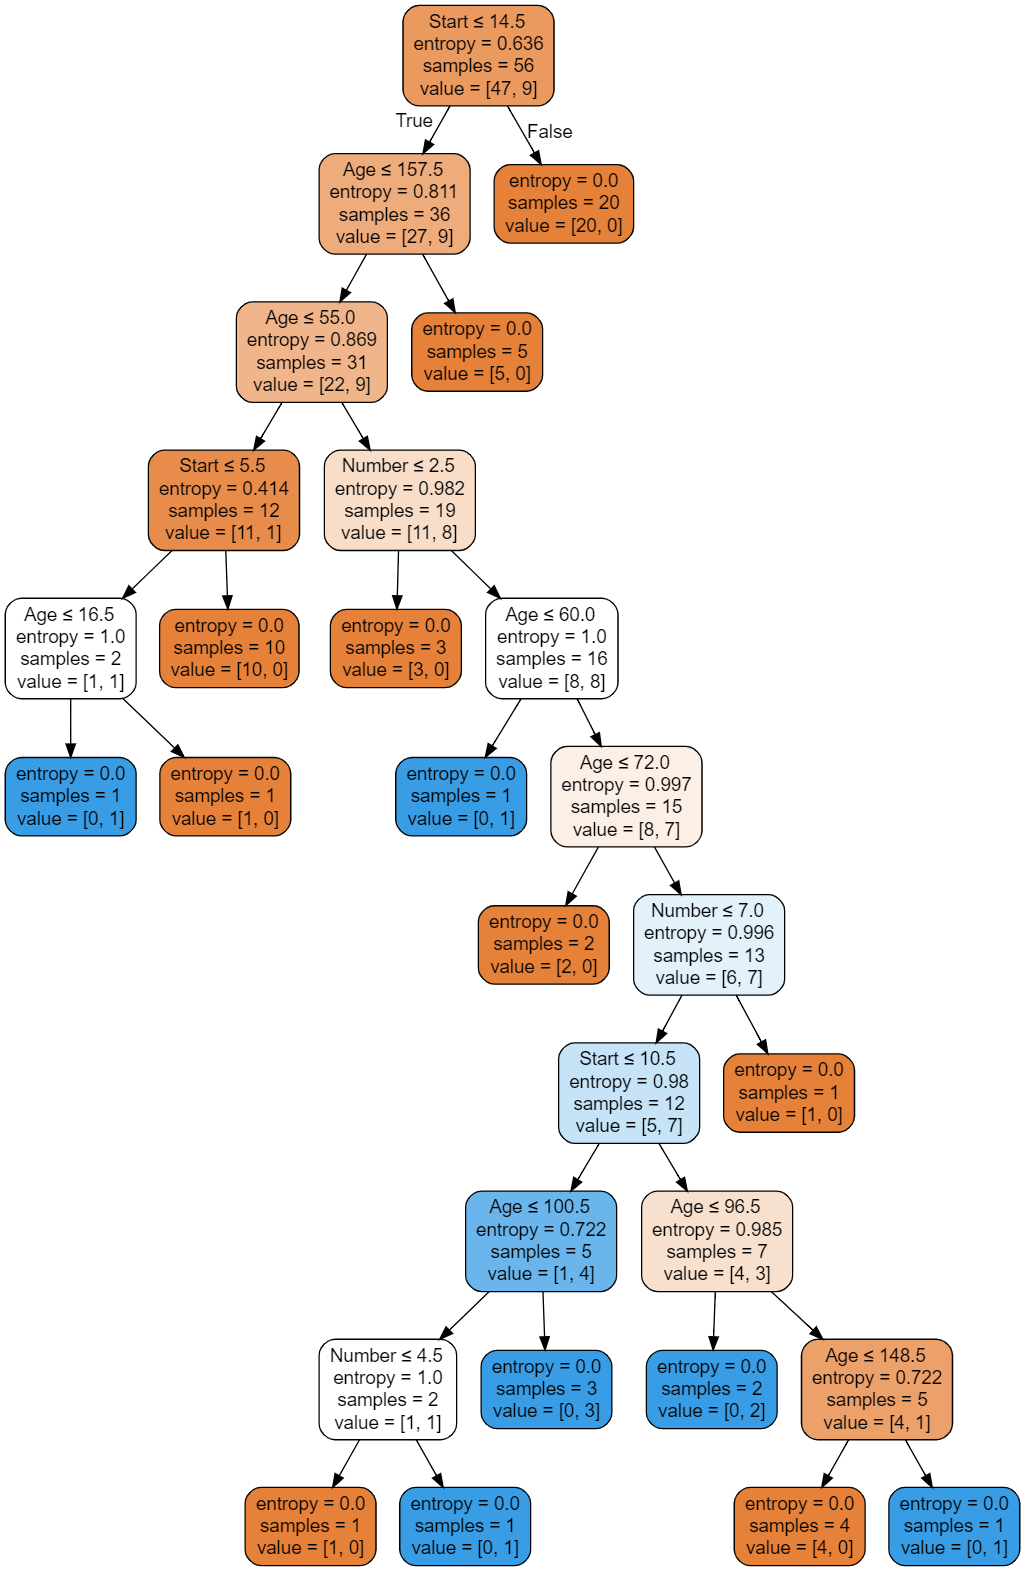 Start ≤ 14.5
entropy = 0.636
samples = 56
value = [47, 9]
True
False
Age ≤ 157.5
entropy = 0.811
samples = 36
value = [27, 9]
entropy = 0.0
samples = 20
value = [20, 0]
Age ≤ 55.0
entropy = 0.869
samples = 31
value = [22, 9]
entropy = 0.0
samples = 5
value = [5, 0]
Start ≤ 5.5
entropy = 0.414
samples = 12
value = [11, 1]
Number ≤ 2.5
entropy = 0.982
samples = 19
value = [11, 8]
Age ≤ 16.5
entropy = 1.0
samples = 2
value = [1, 1]
entropy = 0.0
samples = 10
value = [10, 0]
entropy = 0.0
samples = 3
value = [3, 0]
Age ≤ 60.0
entropy = 1.0
samples = 16
value = [8, 8]
entropy = 0.0
samples = 1
value = [0, 1]
entropy = 0.0
samples = 1
value = [1, 0]
entropy = 0.0
samples = 1
value = [0, 1]
Age ≤ 72.0
entropy = 0.997
samples = 15
value = [8, 7]
entropy = 0.0
samples = 2
value = [2, 0]
Number ≤ 7.0
entropy = 0.996
samples = 13
value = [6, 7]
Start ≤ 10.5
entropy = 0.98
samples = 12
value = [5, 7]
entropy = 0.0
samples = 1
value = [1, 0]
Age ≤ 100.5
entropy = 0.722
samples = 5
value = [1, 4]
Age ≤ 96.5
entropy = 0.985
samples = 7
value = [4, 3]
Number ≤ 4.5
entropy = 1.0
samples = 2
value = [1, 1]
entropy = 0.0
samples = 3
value = [0, 3]
entropy = 0.0
samples = 2
value = [0, 2]
Age ≤ 148.5
entropy = 0.722
samples = 5
value = [4, 1]
entropy = 0.0
samples = 1
value = [1, 0]
entropy = 0.0
samples = 1
value = [0, 1]
entropy = 0.0
samples = 4
value = [4, 0]
entropy = 0.0
samples = 1
value = [0, 1]